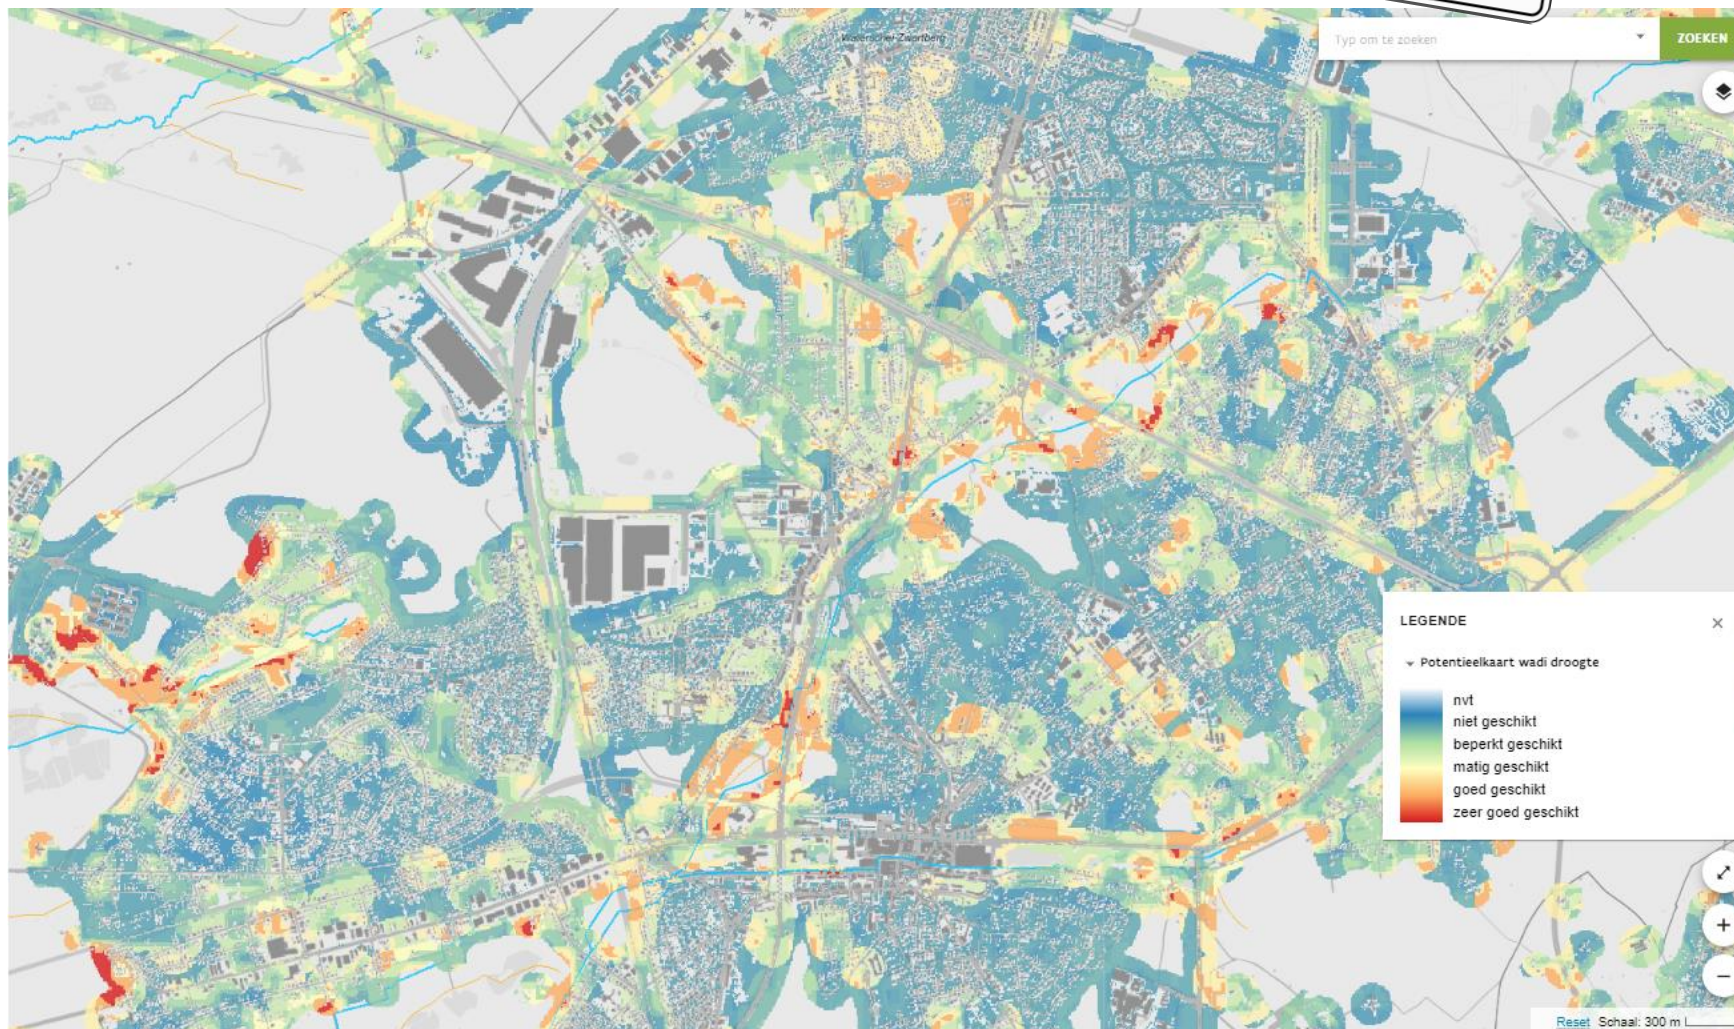 Waterschei-Zwartberg
Typ om te zoeken
ZOEKEN
LEGENDE
Potentieelkaart wadi droogte
nvt
niet geschikt
beperkt geschikt
matig geschikt
goed geschikt
zeer goed geschikt
Reset Schaal: 300 m